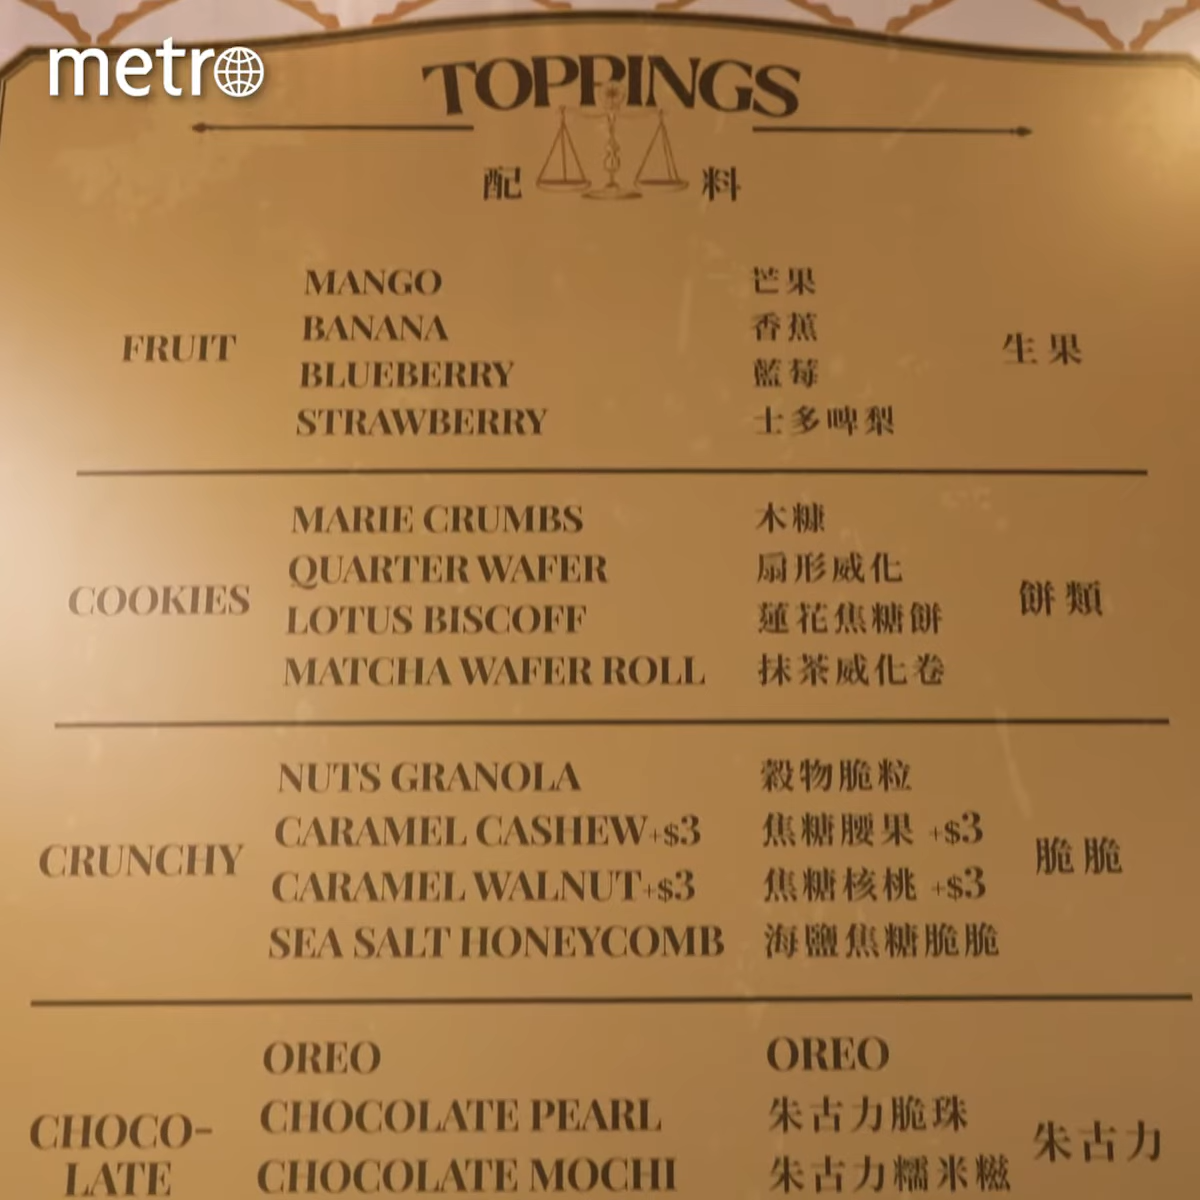 metro
TOPPINGS
配料
FRUIT
MANGO 芒果
BANANA 香蕉
BLUEBERRY 藍莓
STRAWBERRY 士多啤梨
生果
COOKIES
MARIE CRUMBS 木糠
QUARTER WAFER 扇形威化
LOTUS BISCOFF 蓮花焦糖餅
MATCHA WAFER ROLL 抹茶威化卷
餅類
CRUNCHY
NUTS GRANOLA 穀物脆粒
CARAMEL CASHEW+$3 焦糖腰果 +$3
CARAMEL WALNUT+$3 焦糖核桃 +$3
SEA SALT HONEYCOMB 海鹽焦糖脆脆
脆脆
CHOCO-
LATE
OREO OREO
CHOCOLATE PEARL 朱古力脆珠
CHOCOLATE MOCHI 朱古力糯米糍
朱古力